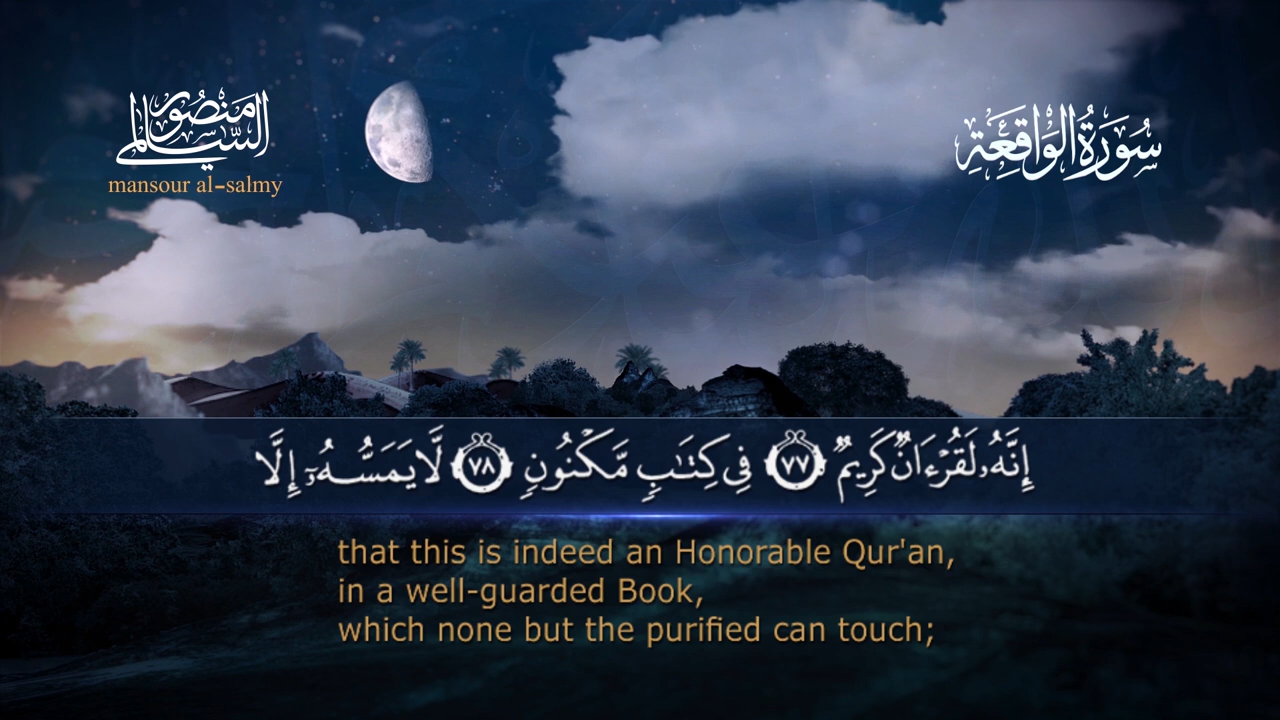 منصور
السالمي
mansour al-salmy
سُورَةُ الوَاقِعَةِ
إِنَّهُۥ لَقُرْءَانٌ كَرِيمٌ ٧٧ فِى كِتَـٰبٍ مَّكْنُونٍ ٧٨ لَّا يَمَسُّهُۥٓ إِلَّا
that this is indeed an Honorable Qur'an,
in a well-guarded Book,
which none but the purified can touch;